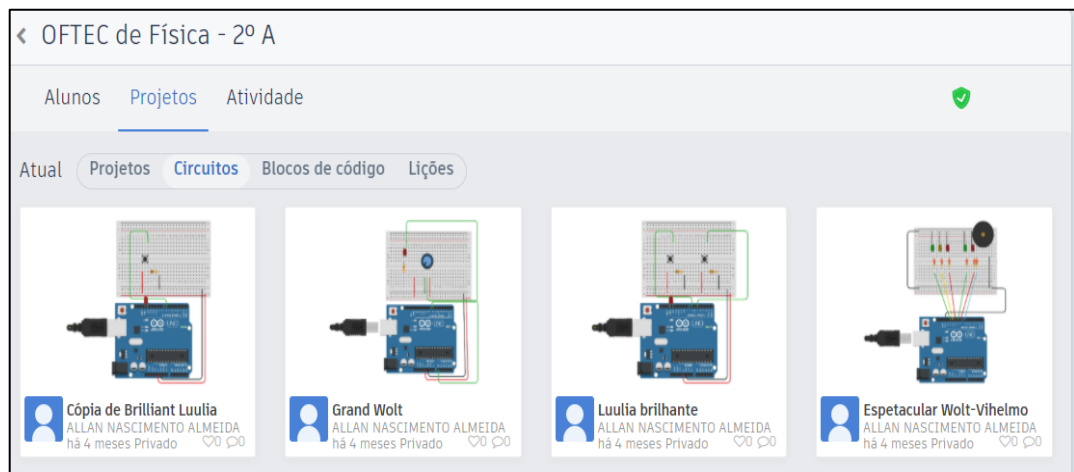 OFTEC de Física - 2º A
Alunos Projetos Atividade
Atual Projetos Circuitos Blocos de código Lições
Cópia de Brilliant Luulia
ALLAN NASCIMENTO ALMEIDA
há 4 meses Privado 0 0
Grand Wolt
ALLAN NASCIMENTO ALMEIDA
há 4 meses Privado 0 0
Luulia brilhante
ALLAN NASCIMENTO ALMEIDA
há 4 meses Privado 0 0
Espetacular Wolt-Vihelmo
ALLAN NASCIMENTO ALMEIDA
há 4 meses Privado 0 0